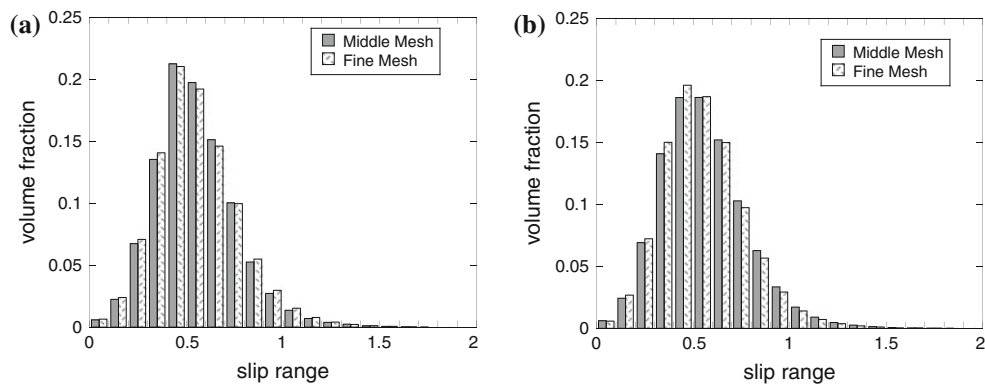 (a)
0.25
0.2
0.15
0.1
0.05
0
volume fraction
Middle Mesh
Fine Mesh
0 0.5 1 1.5 2
slip range
(b)
0.25
0.2
0.15
0.1
0.05
0
volume fraction
Middle Mesh
Fine Mesh
0 0.5 1 1.5 2
slip range